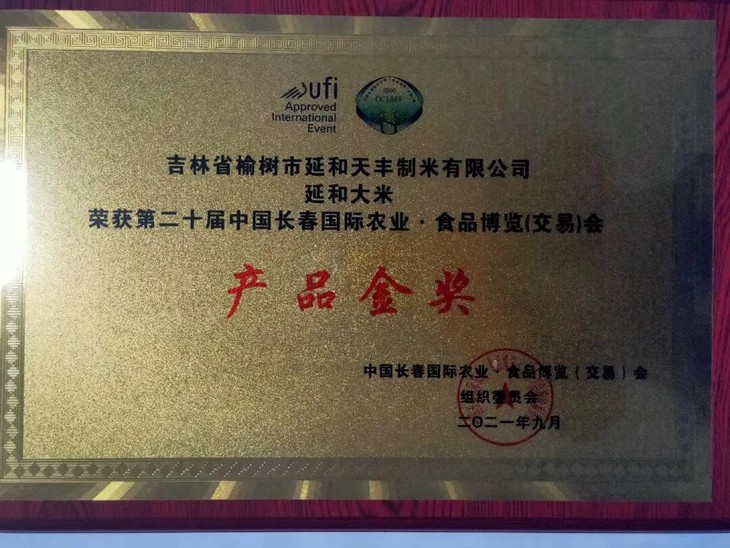 ufi
Approved
International
Event
吉林省榆树市延和天丰制米有限公司
延和大米
荣获第二十届中国长春国际农业·食品博览(交易)会
产品金奖
中国长春国际农业·食品博览(交易)会
组织委员会
二〇二一年九月